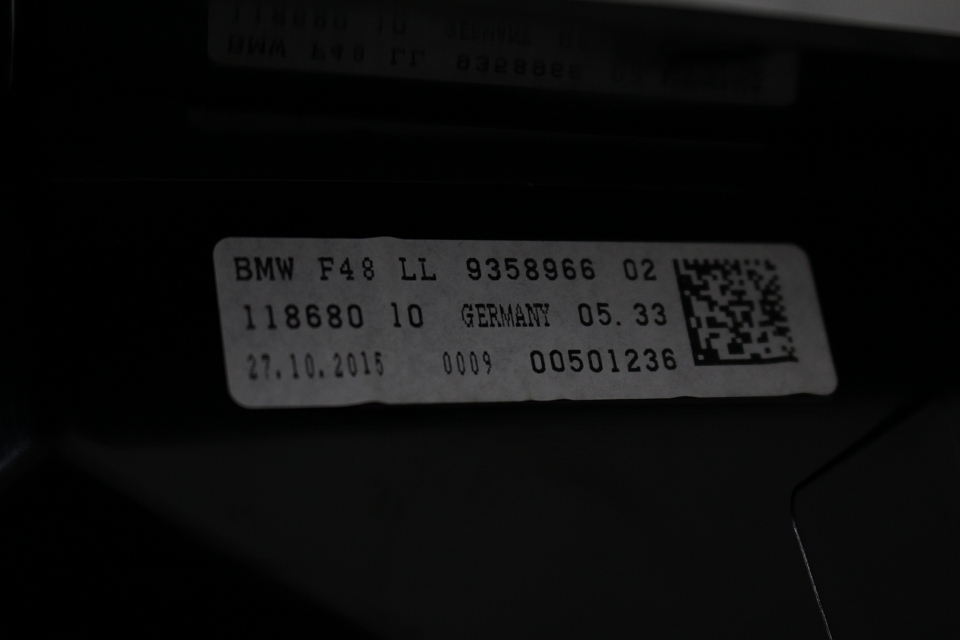 BMW F48 LL 9358966 02
118680 10 GERMANY 05.33
27.10.2015 0009 00501236